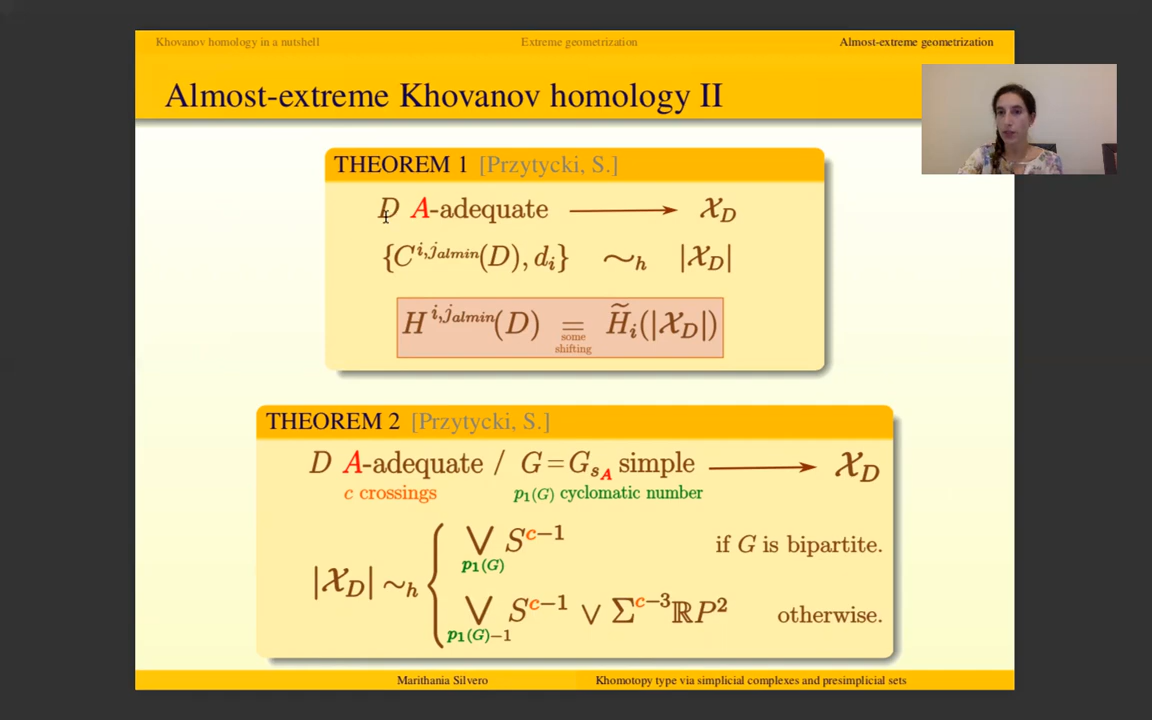 Khovanov homology in a nutshell Extreme geometrization Almost-extreme geometrization
Almost-extreme Khovanov homology II
THEOREM 1 [Przytycki, S.]
D A-adequate ⟶ 𝒳_D
{C^{i,j_{almin}}(D), d_i} ∼_h |𝒳_D|
H^{i,j_{almin}}(D) = H̃_i(|𝒳_D|)
some
shifting
THEOREM 2 [Przytycki, S.]
D A-adequate / G = G_{s_A} simple ⟶ 𝒳_D
c crossings p_1(G) cyclomatic number
|𝒳_D| ∼_h {
⋁_{p_1(G)} S^{c−1} if G is bipartite.
⋁_{p_1(G)−1} S^{c−1} ∨ Σ^{c−3}ℝP^2 otherwise.
Marithania Silvero Khomotopy type via simplicial complexes and presimplicial sets